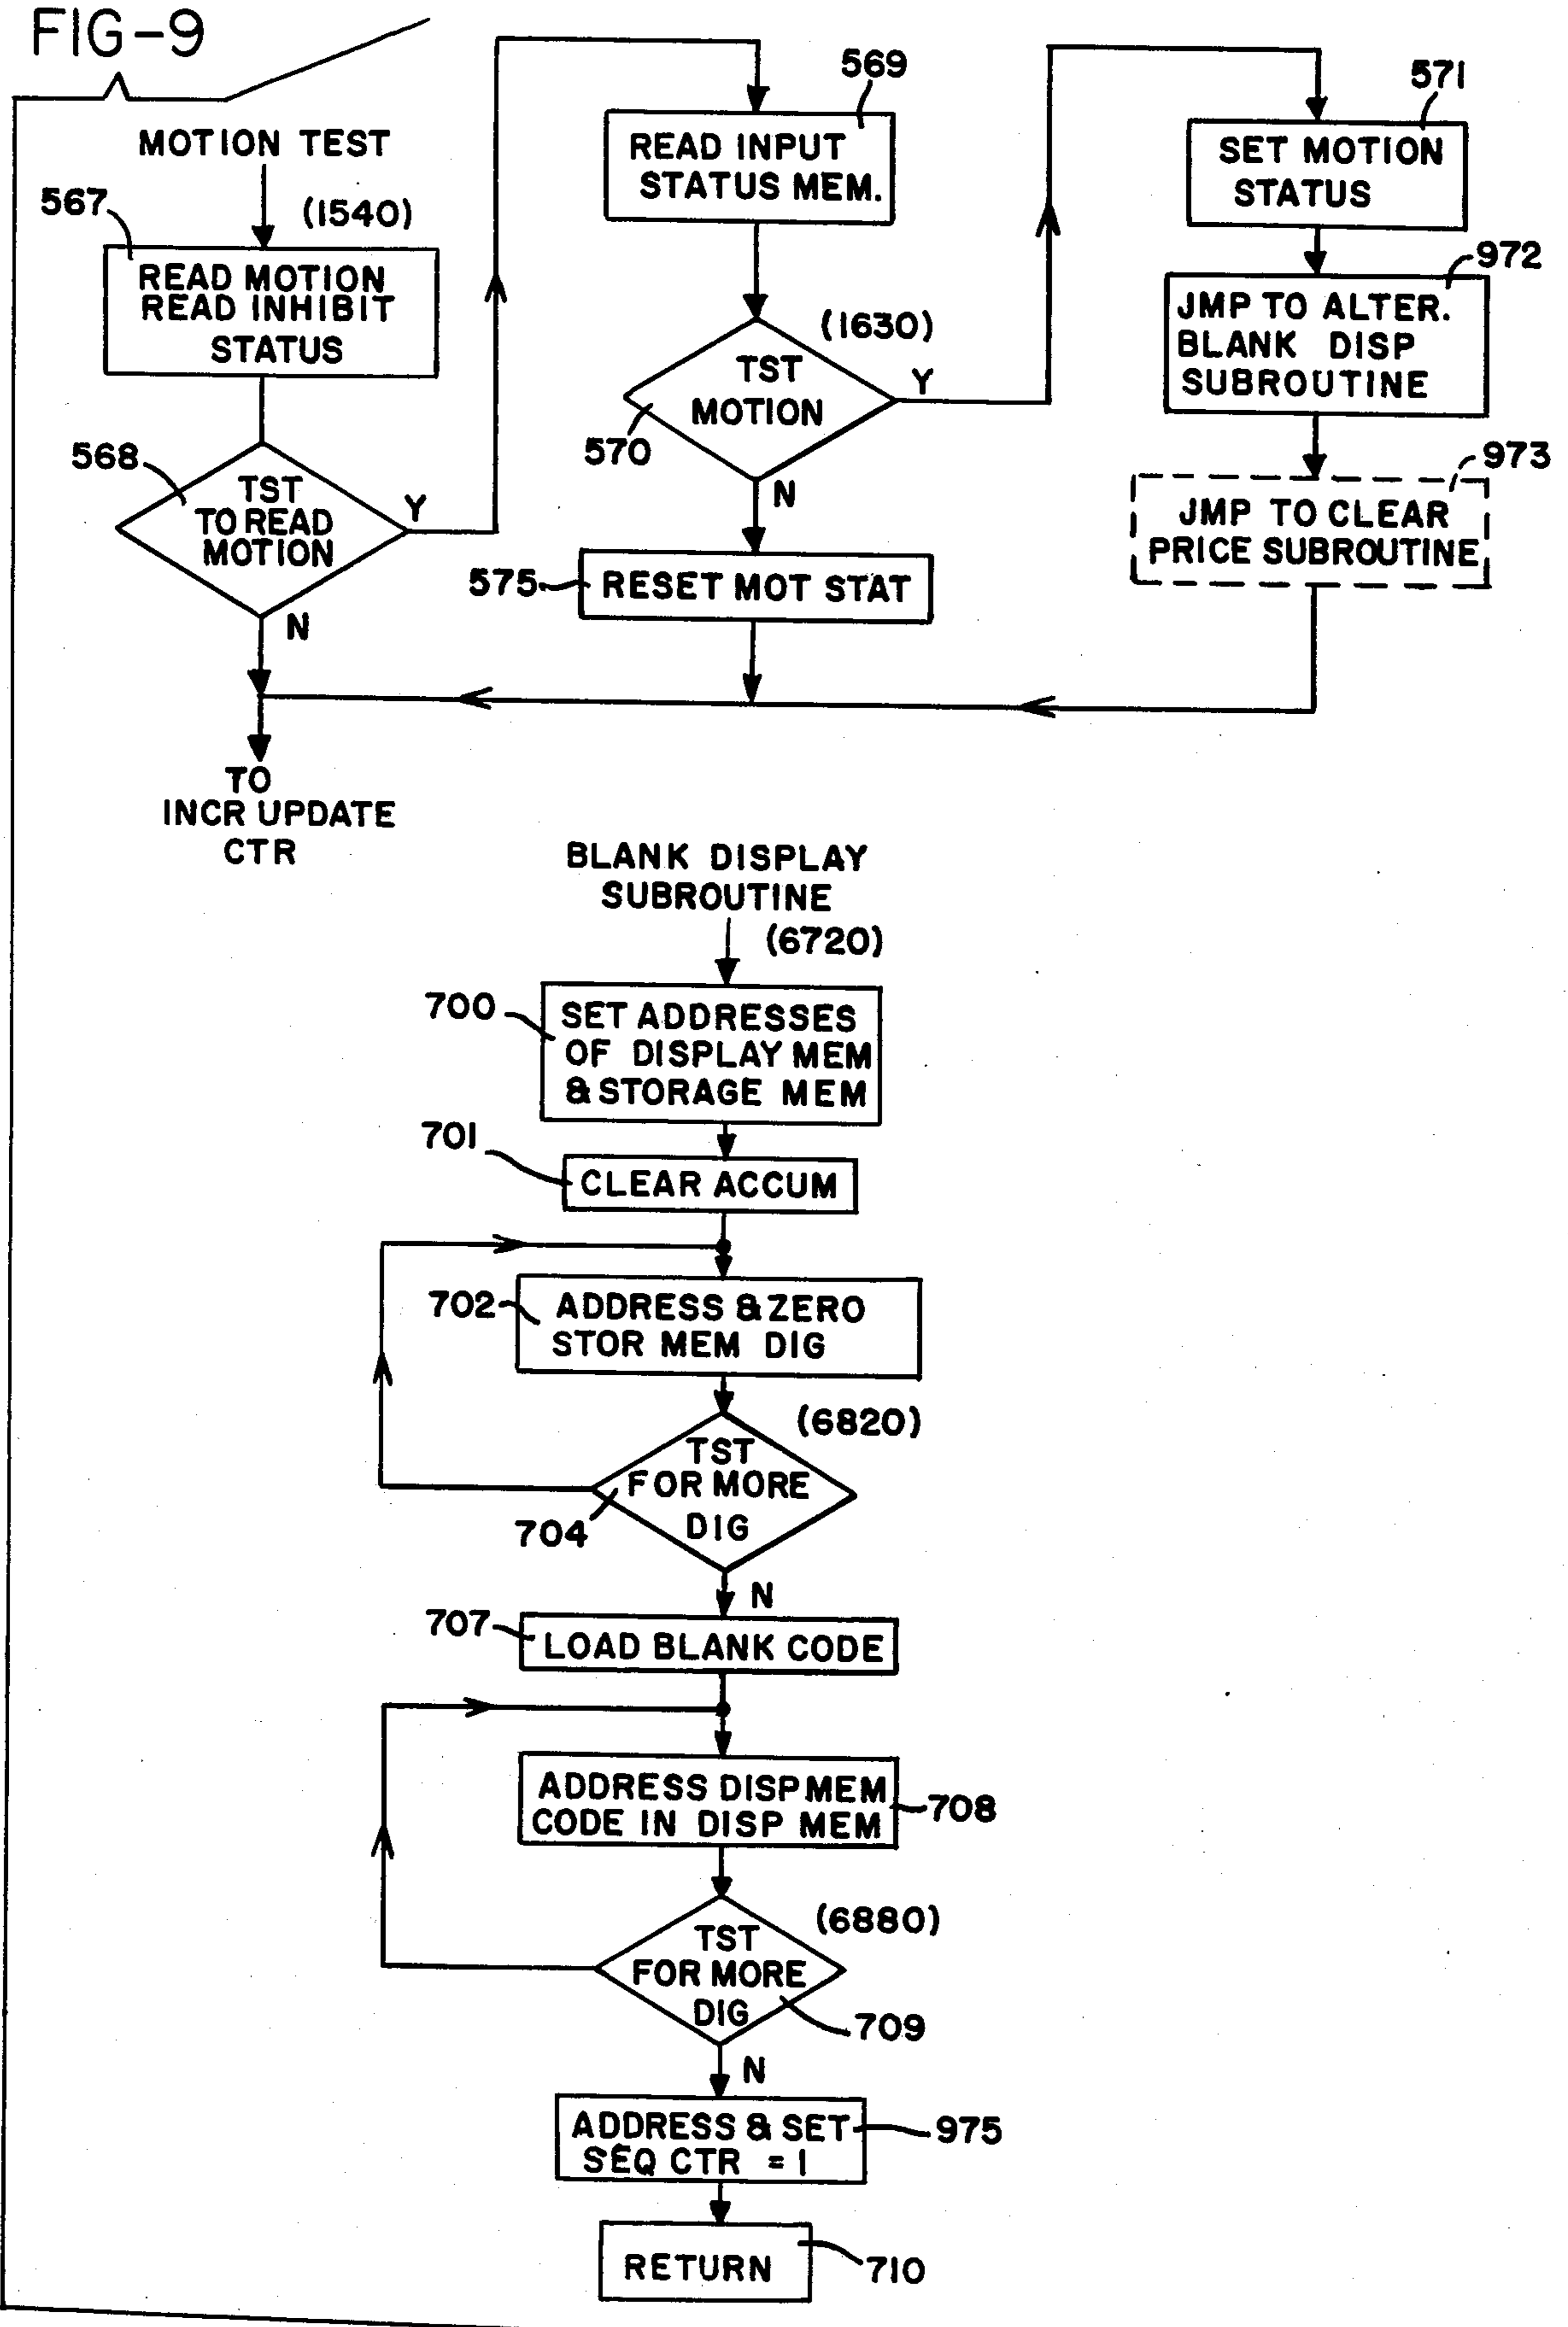 FIG-9
MOTION TEST
(1540)
567
READ MOTION
READ INHIBIT
STATUS
568
TST
TO READ
MOTION
Y
N
TO
INCR UPDATE
CTR
569
READ INPUT
STATUS MEM.
(1630)
TST
MOTION
570
Y
N
575
RESET MOT STAT
571
SET MOTION
STATUS
972
JMP TO ALTER.
BLANK DISP
SUBROUTINE
973
JMP TO CLEAR
PRICE SUBROUTINE
BLANK DISPLAY
SUBROUTINE
(6720)
700
SET ADDRESSES
OF DISPLAY MEM
& STORAGE MEM
701
CLEAR ACCUM
702
ADDRESS & ZERO
STOR MEM DIG
(6820)
TST
FOR MORE
DIG
704
N
707
LOAD BLANK CODE
ADDRESS DISP MEM
CODE IN DISP MEM
708
(6880)
TST
FOR MORE
DIG
709
N
ADDRESS & SET
SEQ CTR = 1
975
RETURN
710